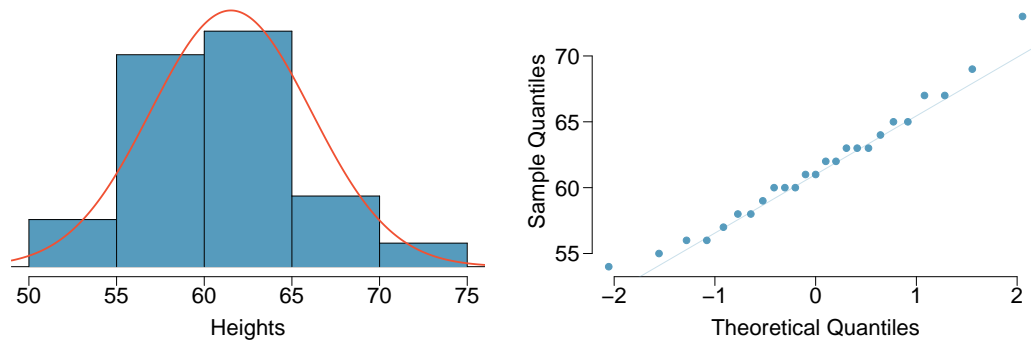 50 55 60 65 70 75
Heights
Sample Quantiles
70
65
60
55
−2 −1 0 1 2
Theoretical Quantiles